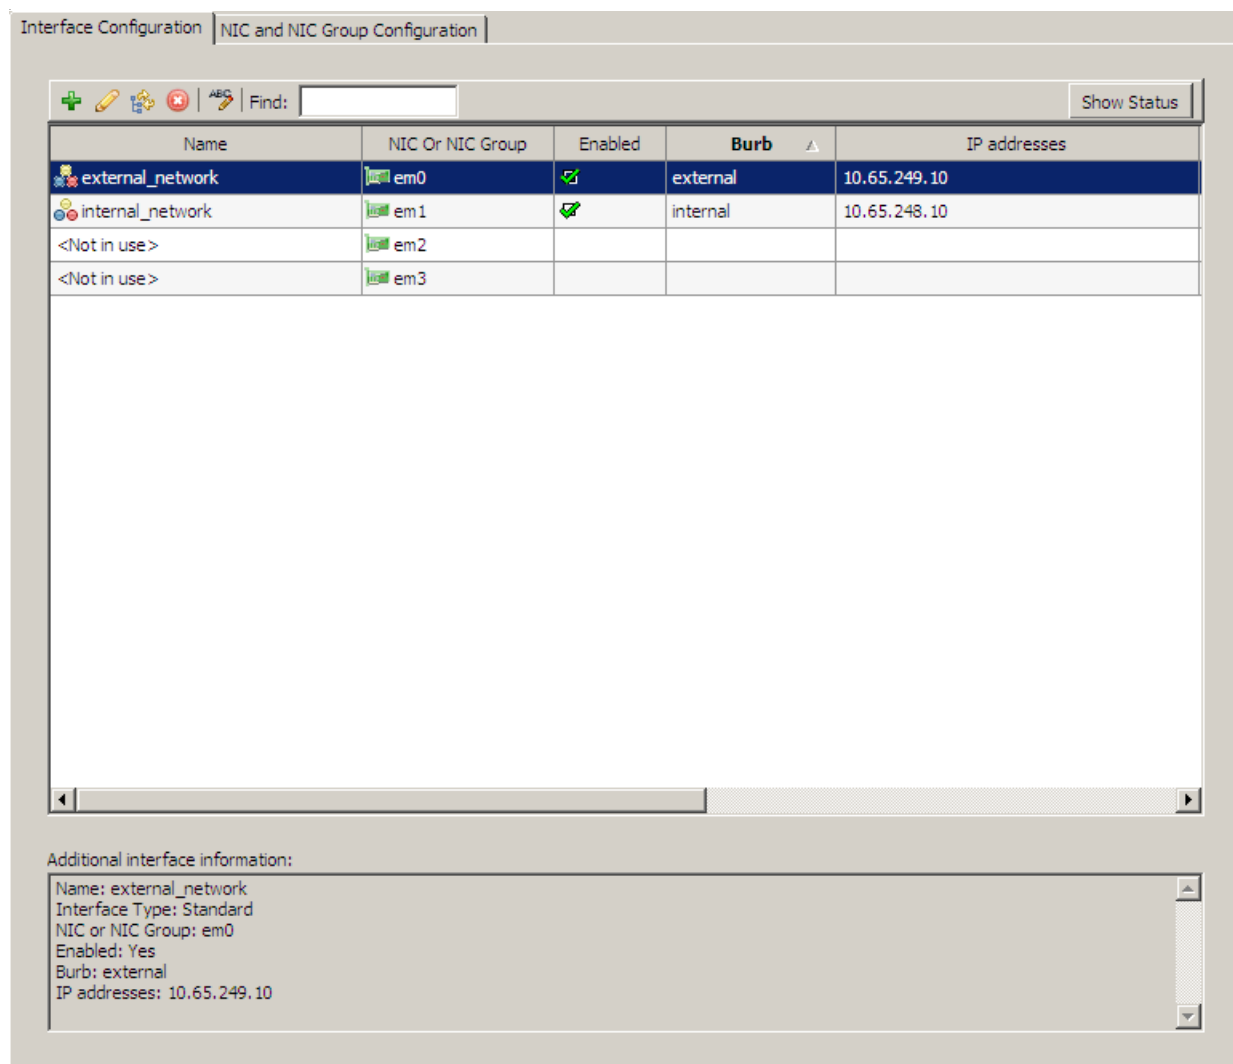 Interface Configuration NIC and NIC Group Configuration
ABC Find: Show Status
Name NIC Or NIC Group Enabled Burb IP addresses
external_network em0 external 10.65.249.10
internal_network em1 internal 10.65.248.10
<Not in use> em2
<Not in use> em3
Additional interface information:
Name: external_network
Interface Type: Standard
NIC or NIC Group: em0
Enabled: Yes
Burb: external
IP addresses: 10.65.249.10